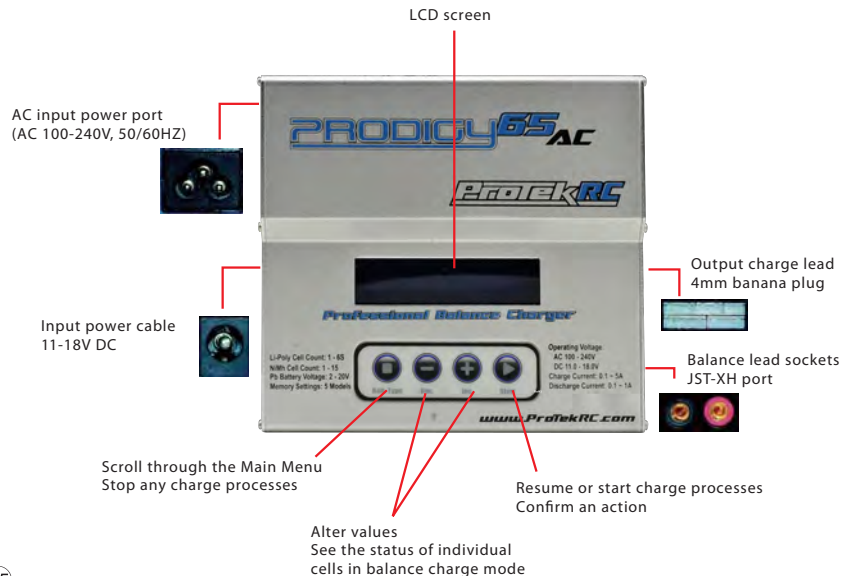 LCD screen
AC input power port
(AC 100-240V, 50/60HZ)
PRODIGY 65 AC
ProTek RC
Output charge lead
4mm banana plug
Input power cable
11-18V DC
Professional Balance Charger
Li-Poly Cell Count: 1 - 6S
NiMh Cell Count: 1 - 15
Pb Battery Voltage: 2 - 20V
Memory Settings: 5 Models
Operating Voltage
AC 100 - 240V
DC 11.0 - 18.0V
Charge Current: 0.1 ~ 5A
Discharge Current: 0.1 ~ 1A
Balance lead sockets
JST-XH port
www.ProTekRC.com
Scroll through the Main Menu
Stop any charge processes
Resume or start charge processes
Confirm an action
Alter values
See the status of individual
cells in balance charge mode